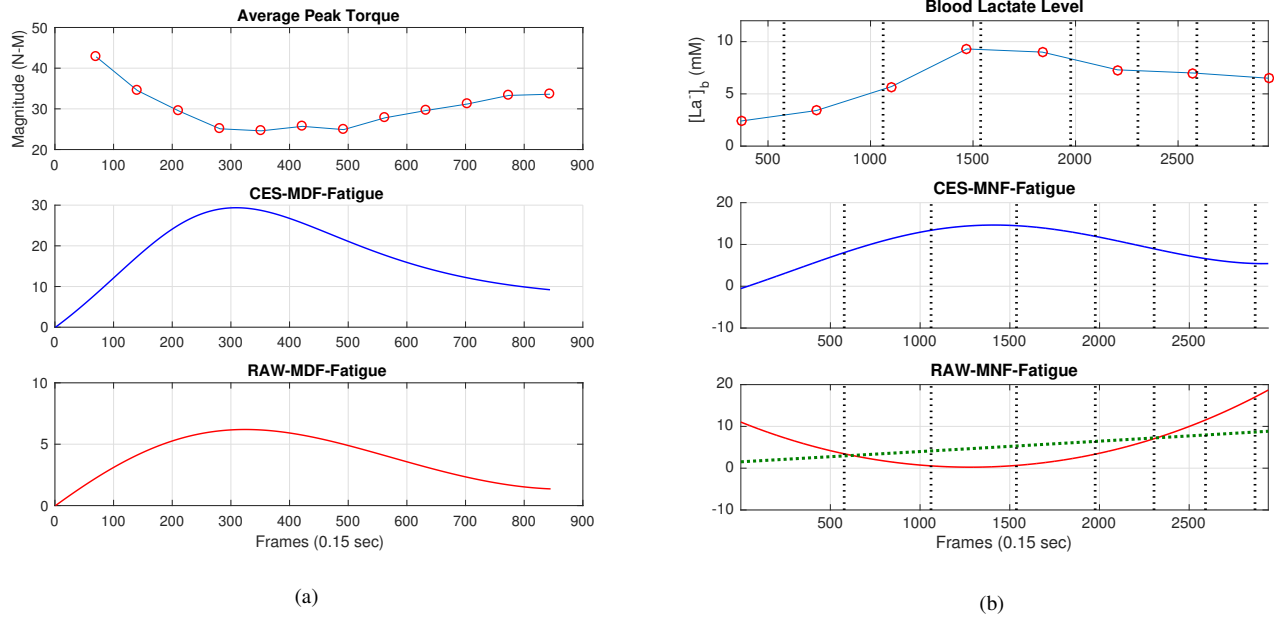 Average Peak Torque
Magnitude (N-M)
50
40
30
20
0 100 200 300 400 500 600 700 800 900
CES-MDF-Fatigue
30
20
10
0
0 100 200 300 400 500 600 700 800 900
RAW-MDF-Fatigue
10
5
0
0 100 200 300 400 500 600 700 800 900
Frames (0.15 sec)
(a)
Blood Lactate Level
[La⁻]b (mM)
10
5
0
500 1000 1500 2000 2500
CES-MNF-Fatigue
20
10
0
-10
500 1000 1500 2000 2500
RAW-MNF-Fatigue
20
10
0
-10
500 1000 1500 2000 2500
Frames (0.15 sec)
(b)